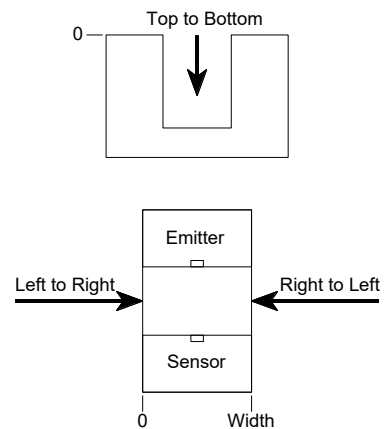 Top to Bottom
0
Emitter
Left to Right
Right to Left
Sensor
0
Width